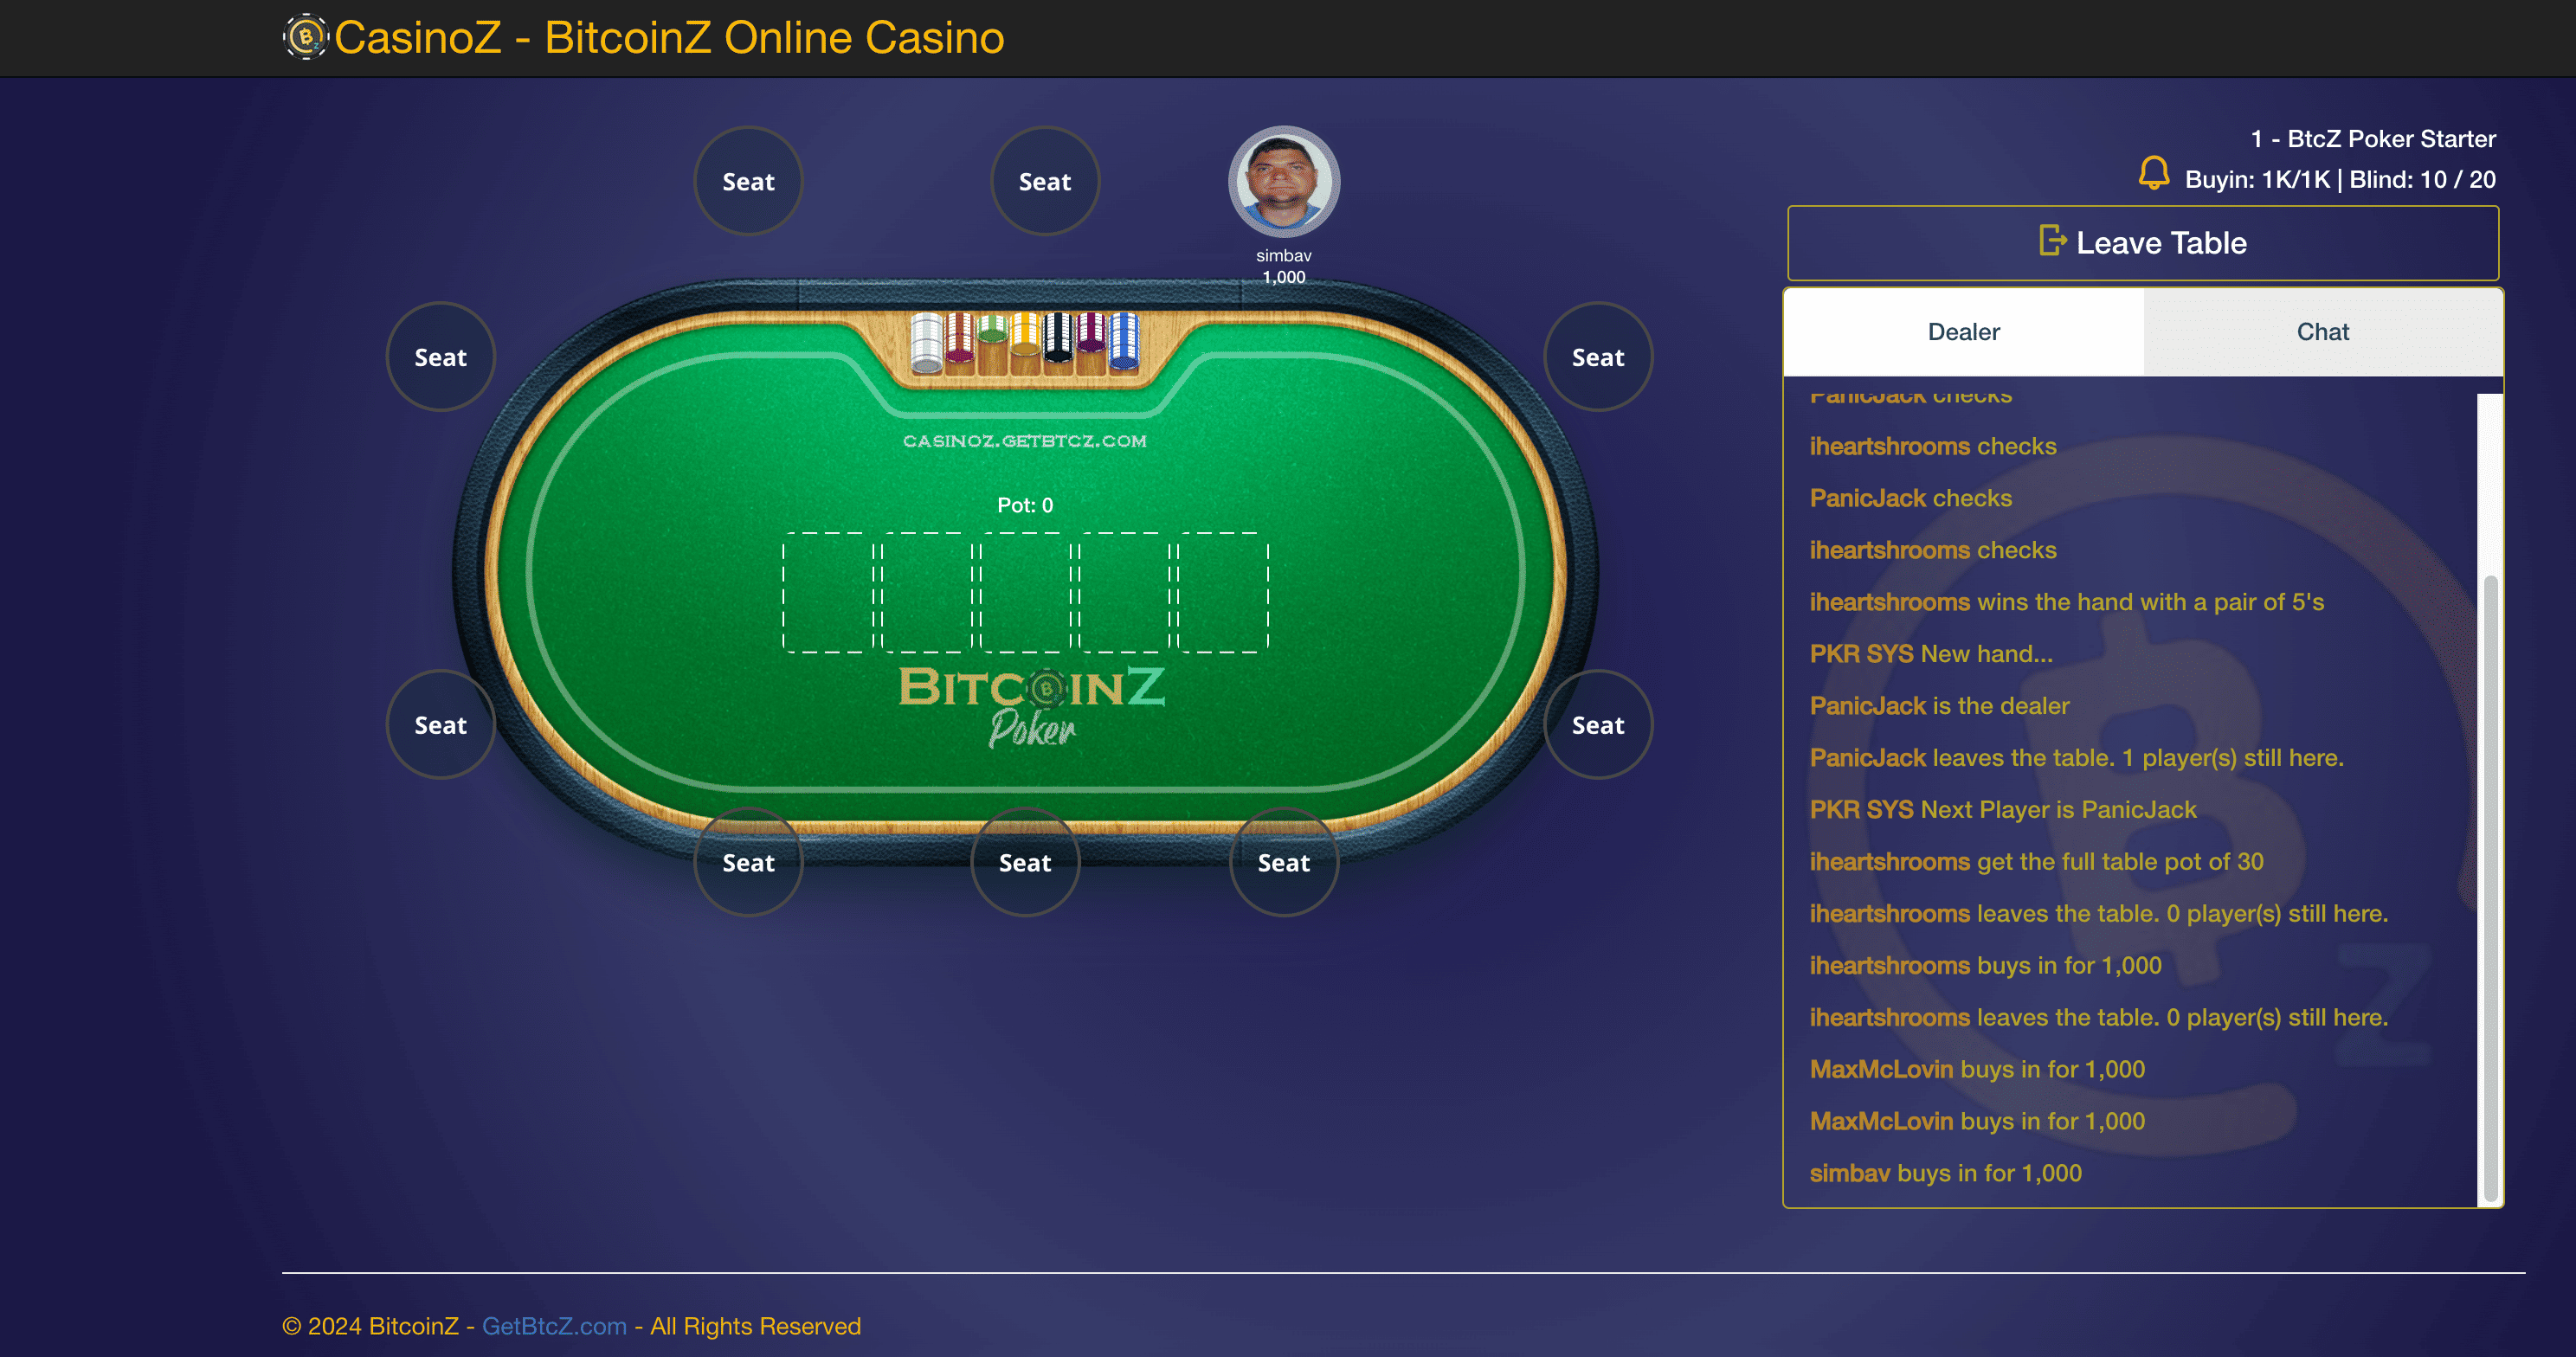 CasinoZ - BitcoinZ Online Casino
1 - BtcZ Poker Starter
Buyin: 1K/1K | Blind: 10 / 20
Leave Table
Seat
Seat
simbav
1,000
Seat
Seat
CASINOZ.GETBTCZ.COM
Pot: 0
BITCOINZ
Poker
Seat
Seat
Seat
Seat
Seat
Dealer
Chat
PanicJack checks
iheartshrooms checks
PanicJack checks
iheartshrooms checks
iheartshrooms wins the hand with a pair of 5's
PKR SYS New hand...
PanicJack is the dealer
PanicJack leaves the table. 1 player(s) still here.
PKR SYS Next Player is PanicJack
iheartshrooms get the full table pot of 30
iheartshrooms leaves the table. 0 player(s) still here.
iheartshrooms buys in for 1,000
iheartshrooms leaves the table. 0 player(s) still here.
MaxMcLovin buys in for 1,000
MaxMcLovin buys in for 1,000
simbav buys in for 1,000
© 2024 BitcoinZ - GetBtcZ.com - All Rights Reserved